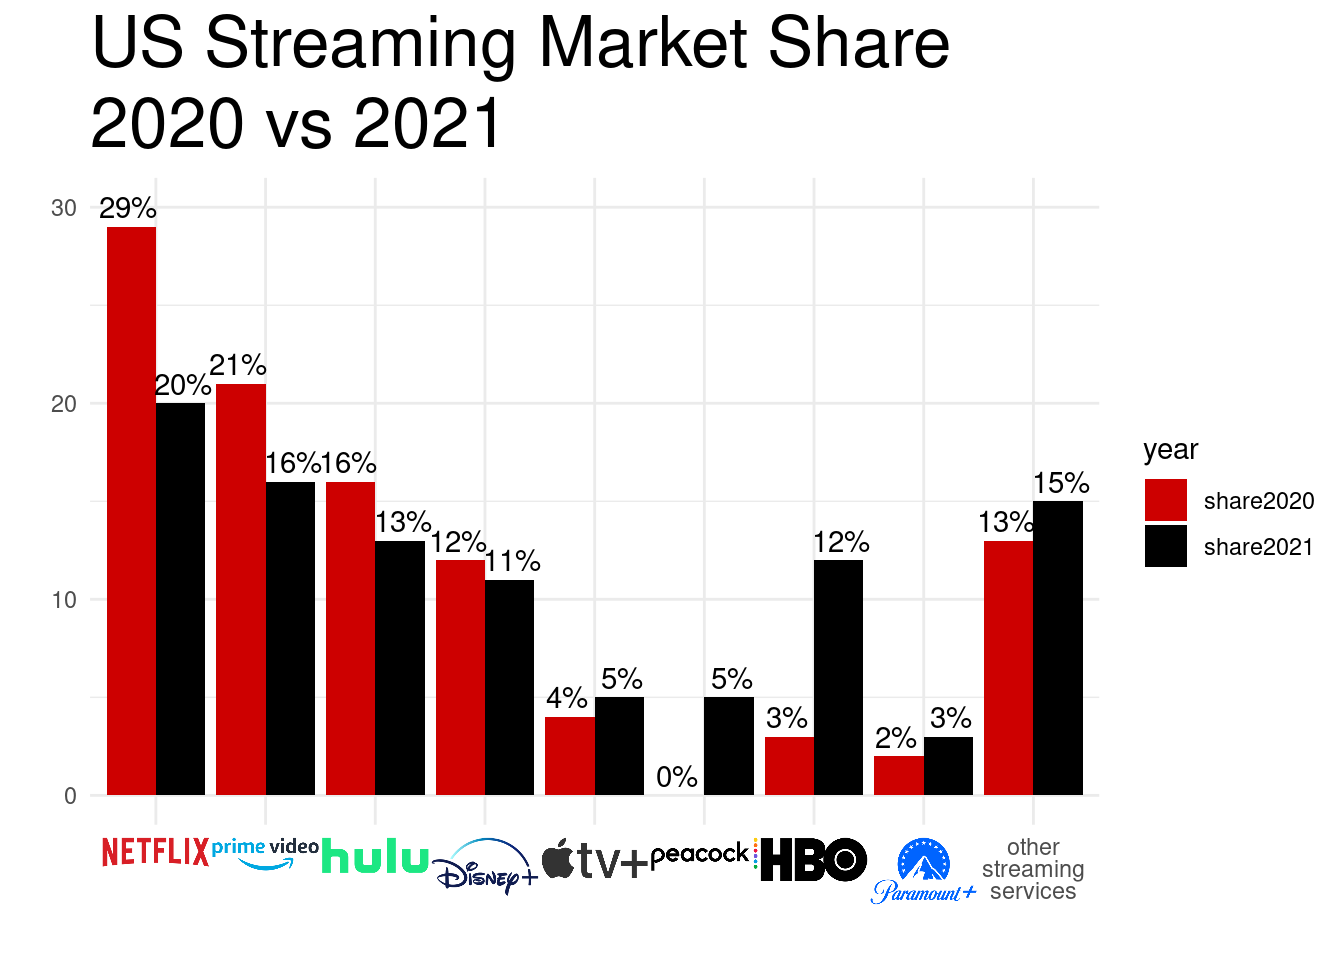 US Streaming Market Share
2020 vs 2021
30
20
10
0
29%
20%
21%
16%
16%
13%
12%
11%
4%
5%
0%
5%
3%
12%
2%
3%
13%
15%
NETFLIX
prime video
hulu
Disney+
tv+
peacock
HBO
Paramount+
other
streaming
services
year
share2020
share2021